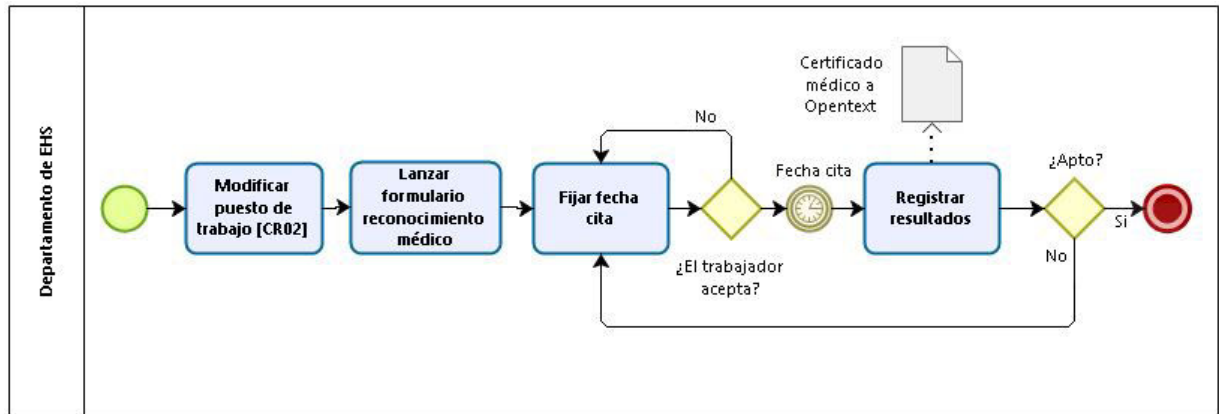 Departamento de EHS
Modificar
puesto de
trabajo [CR02]
Lanzar
formulario
reconocimiento
médico
Fijar fecha
cita
No
¿El trabajador
acepta?
Fecha cita
Certificado
médico a
Opentext
Registrar
resultados
¿Apto?
Si
No